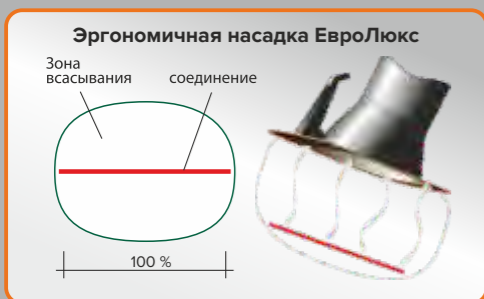 Эргономичная насадка ЕвроЛюкс
Зона
всасывания
соединение
100 %